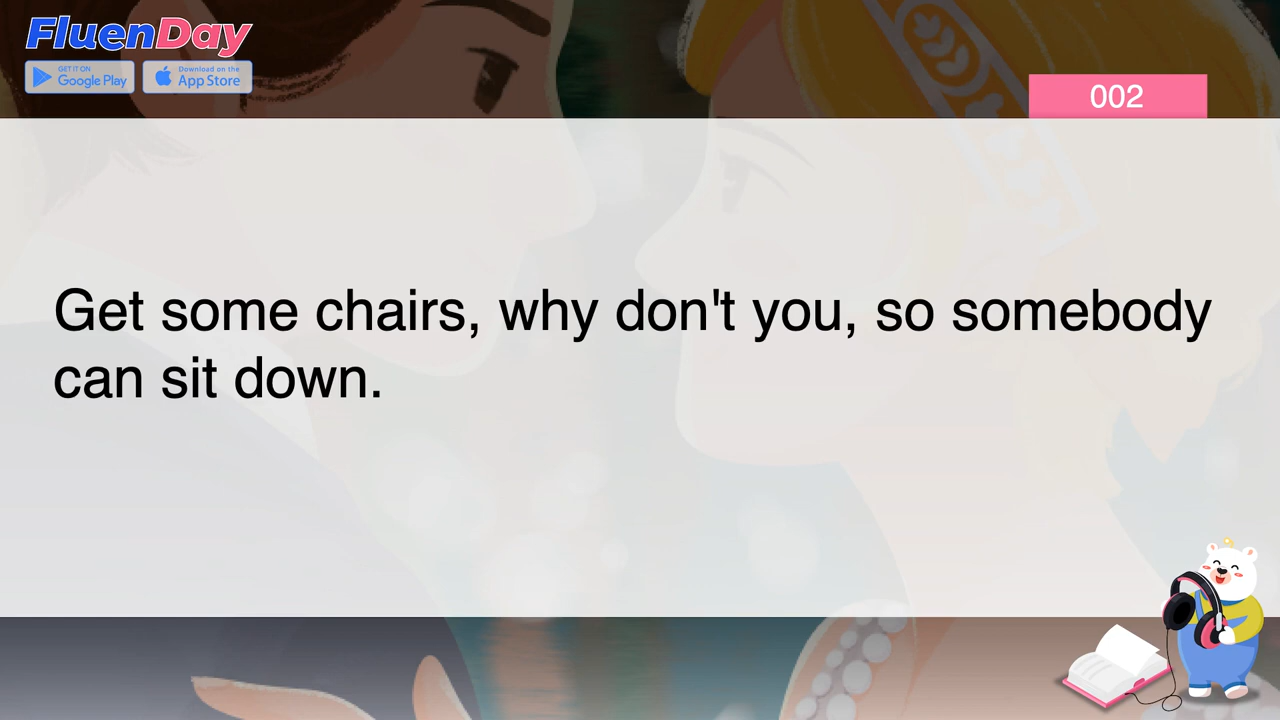 FluenDay
GET IT ON
Google Play
Download on the
App Store
002
Get some chairs, why don't you, so somebody
can sit down.